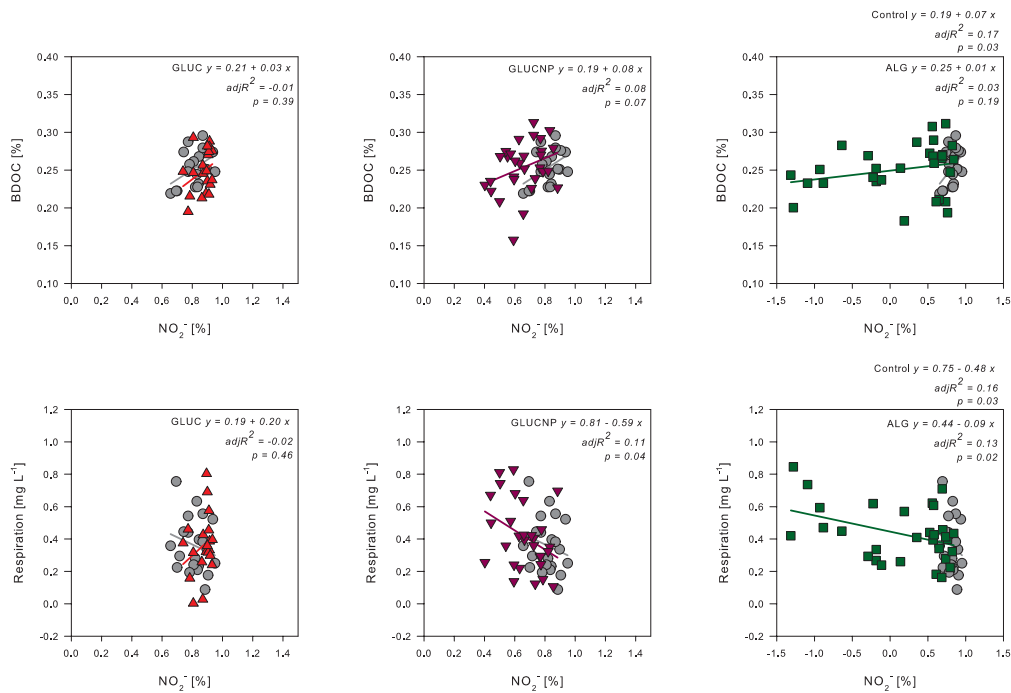 Control y = 0.19 + 0.07 x
adjR² = 0.17
p = 0.03
0.40
0.35
0.30
0.25
0.20
0.15
0.10
BDOC [%]
GLUC y = 0.21 + 0.03 x
adjR² = -0.01
p = 0.39
0.0 0.2 0.4 0.6 0.8 1.0 1.2 1.4
NO₂⁻ [%]
0.40
0.35
0.30
0.25
0.20
0.15
0.10
BDOC [%]
GLUCNP y = 0.19 + 0.08 x
adjR² = 0.08
p = 0.07
0.0 0.2 0.4 0.6 0.8 1.0 1.2 1.4
NO₂⁻ [%]
0.40
0.35
0.30
0.25
0.20
0.15
0.10
BDOC [%]
ALG y = 0.25 + 0.01 x
adjR² = 0.03
p = 0.19
-1.5 -1.0 -0.5 0.0 0.5 1.0 1.5
NO₂⁻ [%]
Control y = 0.75 - 0.48 x
adjR² = 0.16
p = 0.03
1.2
1.0
0.8
0.6
0.4
0.2
0.0
-0.2
Respiration [mg L⁻¹]
GLUC y = 0.19 + 0.20 x
adjR² = -0.02
p = 0.46
0.0 0.2 0.4 0.6 0.8 1.0 1.2 1.4
NO₂⁻ [%]
1.2
1.0
0.8
0.6
0.4
0.2
0.0
-0.2
Respiration [mg L⁻¹]
GLUCNP y = 0.81 - 0.59 x
adjR² = 0.11
p = 0.04
0.0 0.2 0.4 0.6 0.8 1.0 1.2 1.4
NO₂⁻ [%]
1.2
1.0
0.8
0.6
0.4
0.2
0.0
-0.2
Respiration [mg L⁻¹]
ALG y = 0.44 - 0.09 x
adjR² = 0.13
p = 0.02
-1.5 -1.0 -0.5 0.0 0.5 1.0 1.5
NO₂⁻ [%]